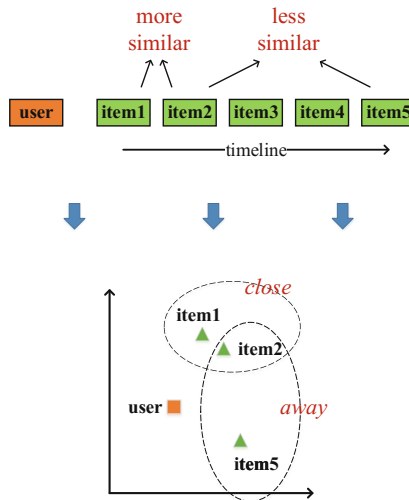 more
similar
less
similar
user
item1
item2
item3
item4
item5
timeline
close
item1
item2
user
away
item5